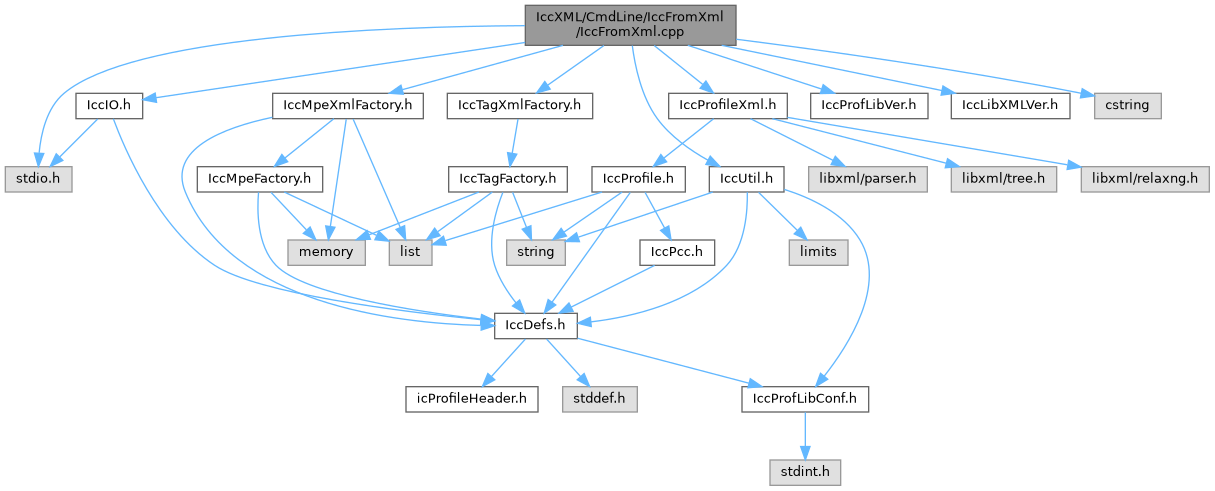 IccXML/CmdLine/IccFromXml
/IccFromXml.cpp
IccIO.h
IccMpeXmlFactory.h
IccTagXmlFactory.h
IccProfileXml.h
IccProfLibVer.h
IccLibXMLVer.h
cstring
stdio.h
IccMpeFactory.h
IccTagFactory.h
IccProfile.h
IccUtil.h
libxml/parser.h
libxml/tree.h
libxml/relaxng.h
memory
list
string
IccPcc.h
limits
IccDefs.h
icProfileHeader.h
stddef.h
IccProfLibConf.h
stdint.h